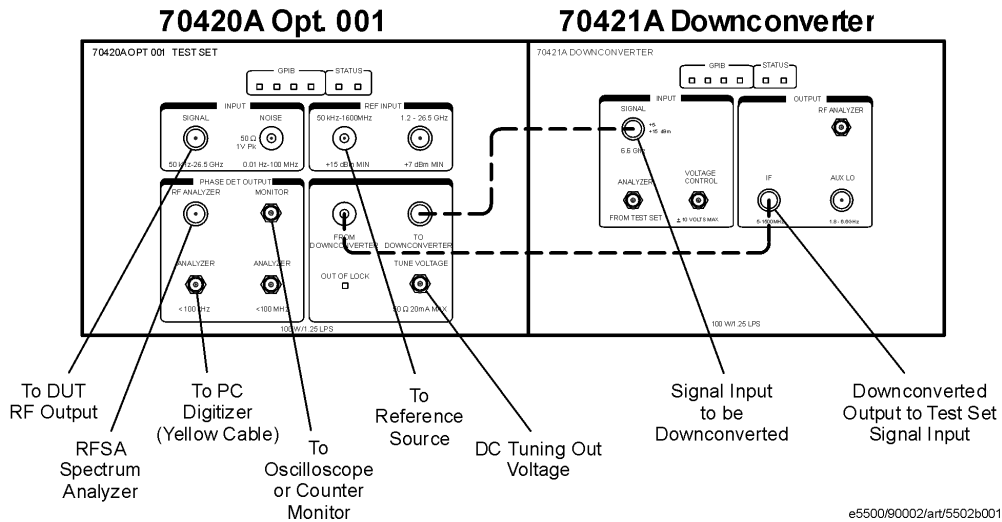 70420A Opt. 001
70421A Downconverter
70420A OPT 001 TEST SET
GPIB
STATUS
INPUT
SIGNAL
NOISE
50 Ω
1V Pk
50 kHz-26.5 GHz
0.01 Hz-100 MHz
REF INPUT
50 kHz-1600MHz
1.2 - 26.5 GHz
+15 dBm MIN
+7 dBm MIN
PHASE DET OUTPUT
RF ANALYZER
MONITOR
ANALYZER
ANALYZER
<100 kHz
<100 MHz
FROM
DOWNCONVERTER
TO
DOWNCONVERTER
OUT OF LOCK
TUNE VOLTAGE
50 Ω 20mA MAX
100 W/1.25 LPS
70421A DOWNCONVERTER
GPIB
STATUS
INPUT
SIGNAL
+5-
+15 dBm
6.6 GHz
ANALYZER
FROM TEST SET
VOLTAGE
CONTROL
± 10 VOLTS MAX.
OUTPUT
RF ANALYZER
IF
5-1600MHz
AUX LO
1.8 - 6.6GHz
100 W/1.25 LPS
To DUT
RF Output
RFSA
Spectrum
Analyzer
To PC
Digitizer
(Yellow Cable)
To
Oscilloscope
or Counter
Monitor
To
Reference
Source
DC Tuning Out
Voltage
Signal Input
to be
Downconverted
Downconverted
Output to Test Set
Signal Input
e5500/90002/art/5502b001